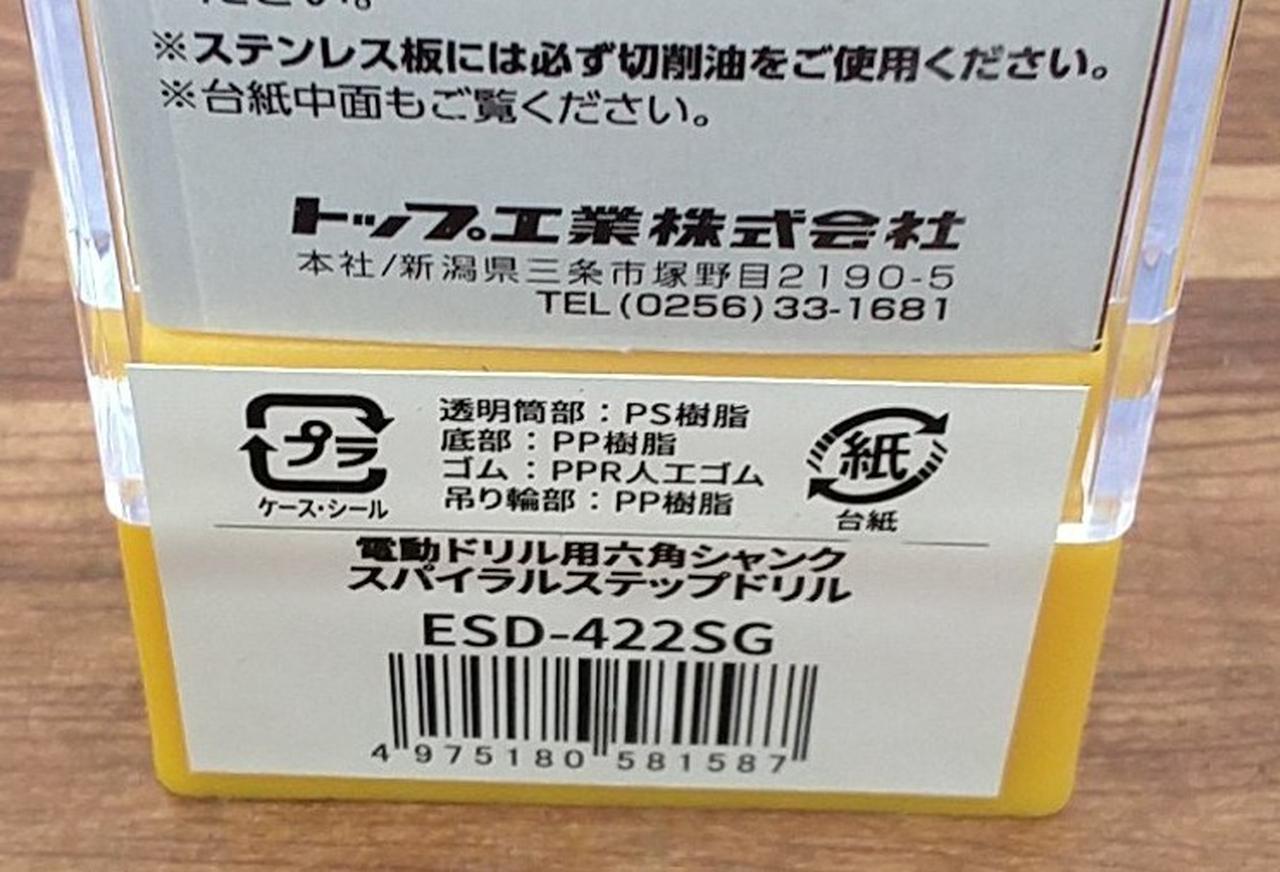 ださい。
※ステンレス板には必ず切削油をご使用ください。
※台紙中面もご覧ください。
トップ工業株式会社
本社/新潟県三条市塚野目2190-5
TEL(0256)33-1681
プラ
ケース・シール
透明筒部：PS樹脂
底部：PP樹脂
ゴム：PPR人工ゴム
吊り輪部：PP樹脂
紙
台紙
電動ドリル用六角シャンク
スパイラルステップドリル
ESD-422SG
4 975180 581587